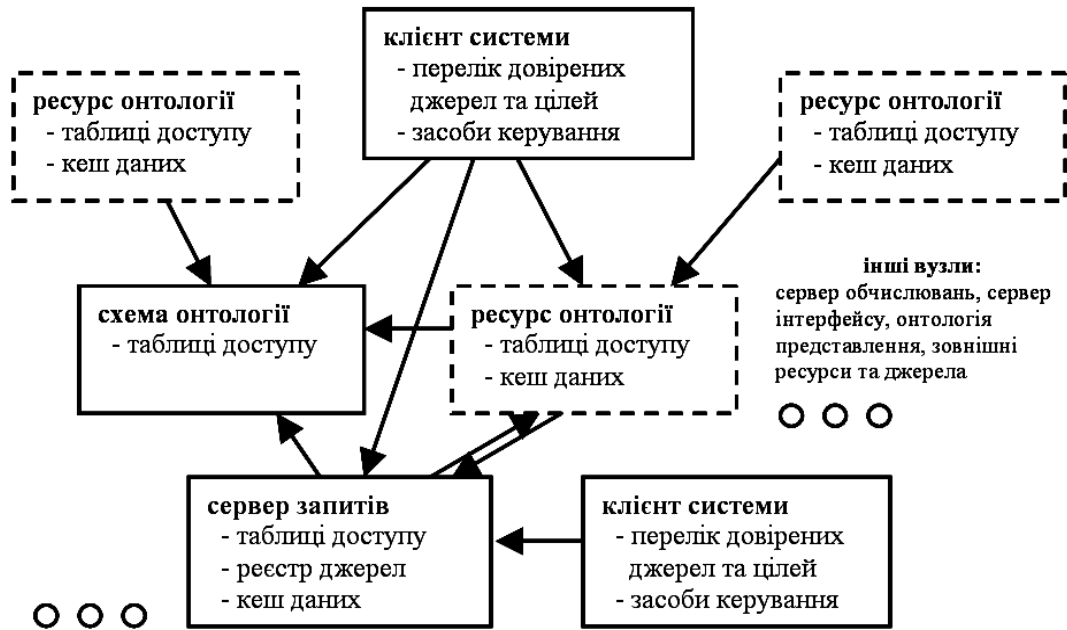 клієнт системи
- перелік довірених
джерел та цілей
- засоби керування
ресурс онтології
- таблиці доступу
- кеш даних
ресурс онтології
- таблиці доступу
- кеш даних
схема онтології
- таблиці доступу
ресурс онтології
- таблиці доступу
- кеш даних
інші вузли:
сервер обчислювань, сервер
інтерфейсу, онтологія
представлення, зовнішні
ресурси та джерела
сервер запитів
- таблиці доступу
- реєстр джерел
- кеш даних
клієнт системи
- перелік довірених
джерел та цілей
- засоби керування